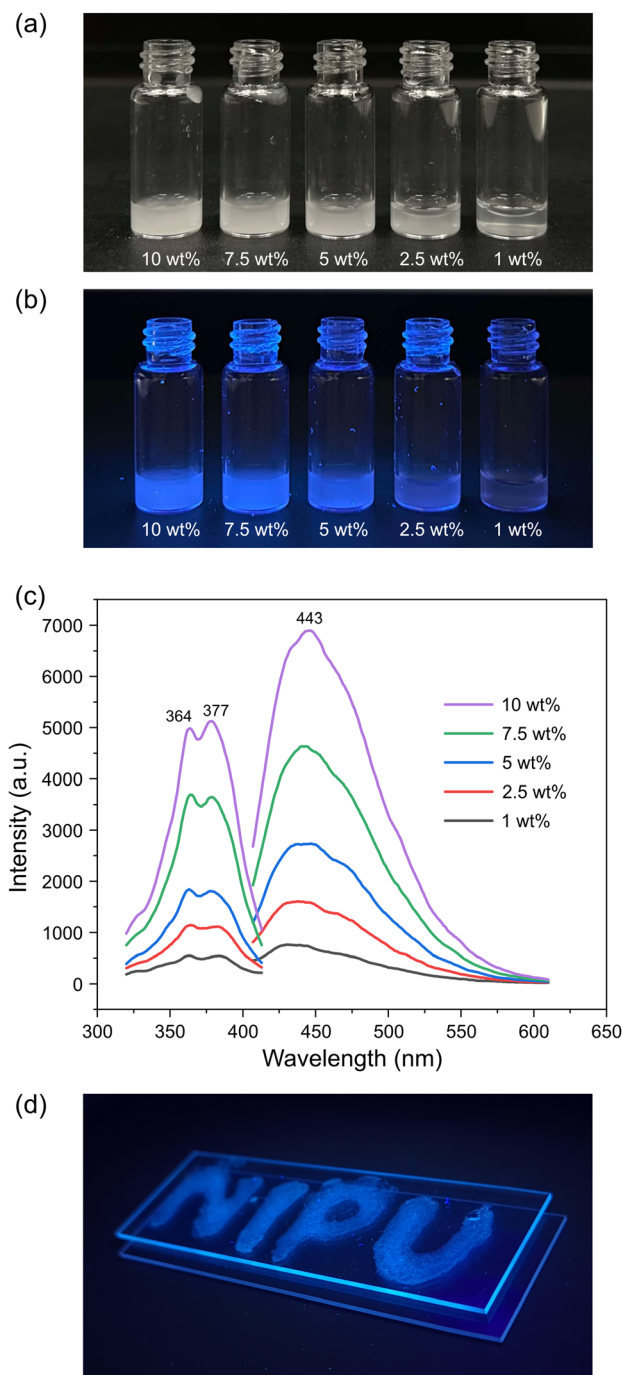 (a)
10 wt% 7.5 wt% 5 wt% 2.5 wt% 1 wt%
(b)
10 wt% 7.5 wt% 5 wt% 2.5 wt% 1 wt%
(c)
7000
6000
5000
4000
3000
2000
1000
0
Intensity (a.u.)
364
377
443
10 wt%
7.5 wt%
5 wt%
2.5 wt%
1 wt%
300 350 400 450 500 550 600 650
Wavelength (nm)
(d)
NIPU